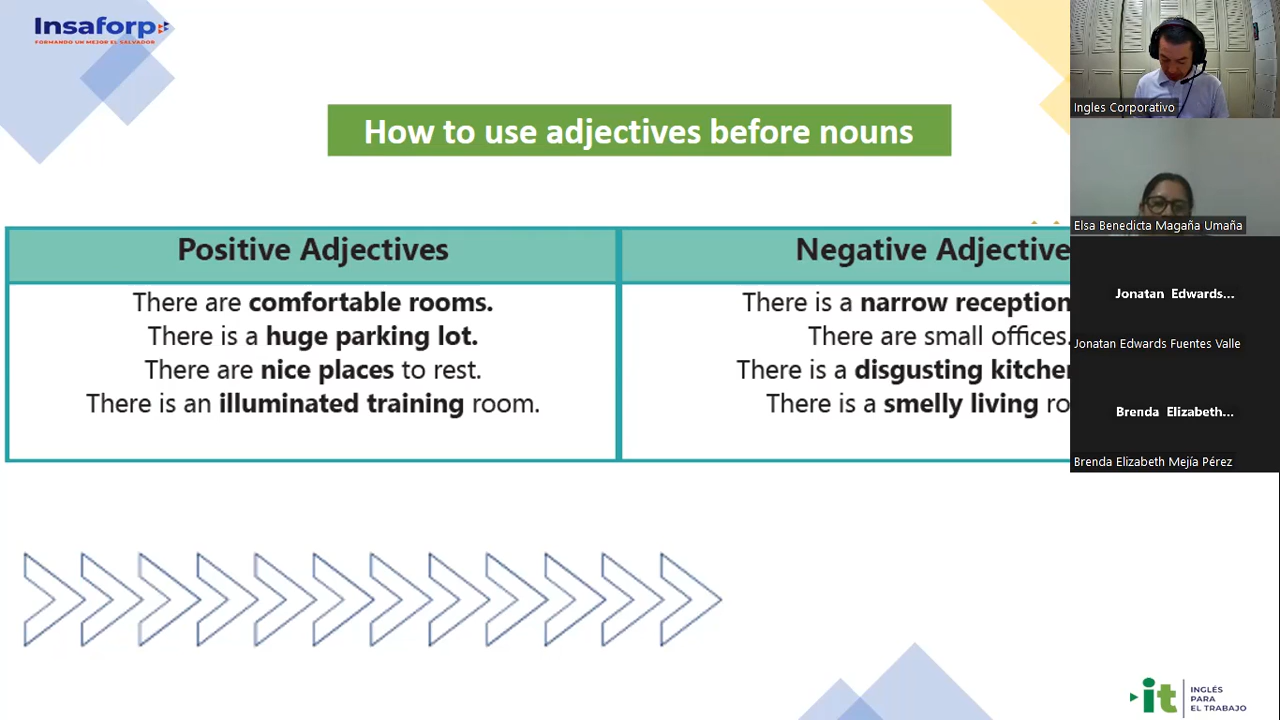 Insaforp
FORMANDO UN MEJOR EL SALVADOR
How to use adjectives before nouns
Positive Adjectives
There are comfortable rooms.
There is a huge parking lot.
There are nice places to rest.
There is an illuminated training room.
Negative Adjective
There is a narrow reception
There are small offices.
There is a disgusting kitchen
There is a smelly living ro
Ingles Corporativo
Elsa Benedicta Magaña Umaña
Jonatan Edwards...
Jonatan Edwards Fuentes Valle
Brenda Elizabeth...
Brenda Elizabeth Mejía Pérez
it
INGLÉS
PARA
EL TRABAJO